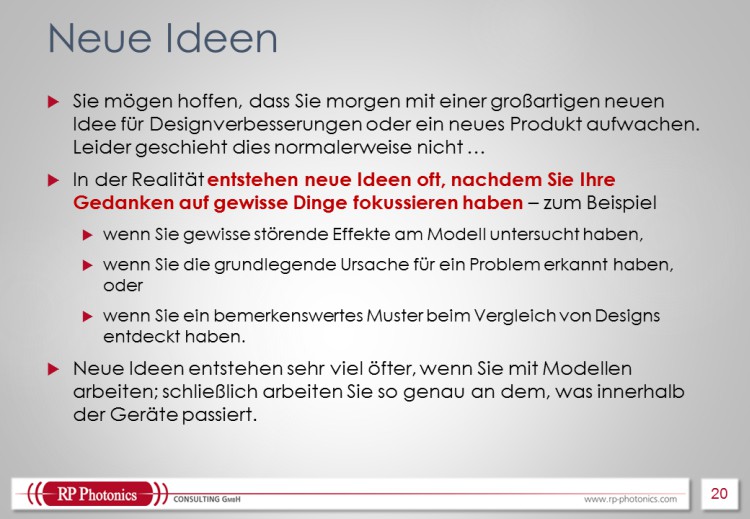 Neue Ideen
Sie mögen hoffen, dass Sie morgen mit einer großartigen neuen
Idee für Designverbesserungen oder ein neues Produkt aufwachen.
Leider geschieht dies normalerweise nicht …
In der Realität entstehen neue Ideen oft, nachdem Sie Ihre
Gedanken auf gewisse Dinge fokussieren haben – zum Beispiel
wenn Sie gewisse störende Effekte am Modell untersucht haben,
wenn Sie die grundlegende Ursache für ein Problem erkannt haben,
oder
wenn Sie ein bemerkenswertes Muster beim Vergleich von Designs
entdeckt haben.
Neue Ideen entstehen sehr viel öfter, wenn Sie mit Modellen
arbeiten; schließlich arbeiten Sie so genau an dem, was innerhalb
der Geräte passiert.
RP Photonics CONSULTING GmbH
www.rp-photonics.com
20